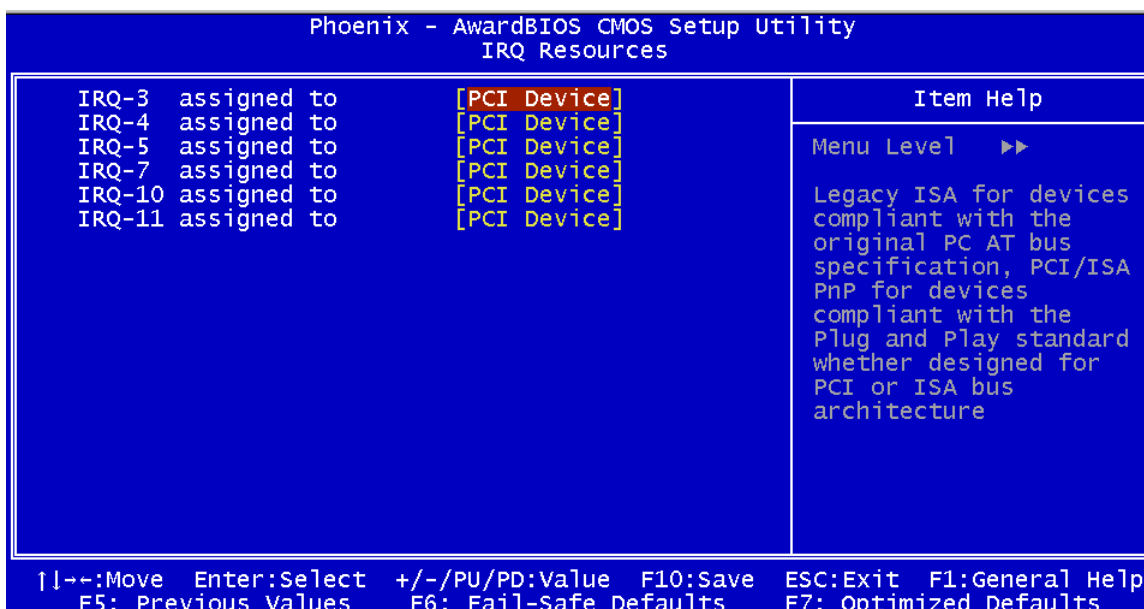 Phoenix - AwardBIOS CMOS Setup Utility
IRQ Resources
IRQ-3 assigned to [PCI Device]
IRQ-4 assigned to [PCI Device]
IRQ-5 assigned to [PCI Device]
IRQ-7 assigned to [PCI Device]
IRQ-10 assigned to [PCI Device]
IRQ-11 assigned to [PCI Device]
Item Help
Menu Level ▶▶
Legacy ISA for devices
compliant with the
original PC AT bus
specification, PCI/ISA
PnP for devices
compliant with the
Plug and Play standard
whether designed for
PCI or ISA bus
architecture
↑↓→←:Move Enter:Select +/-/PU/PD:Value F10:Save ESC:Exit F1:General Help
F5: Previous Values F6: Fail-Safe Defaults F7: Optimized Defaults